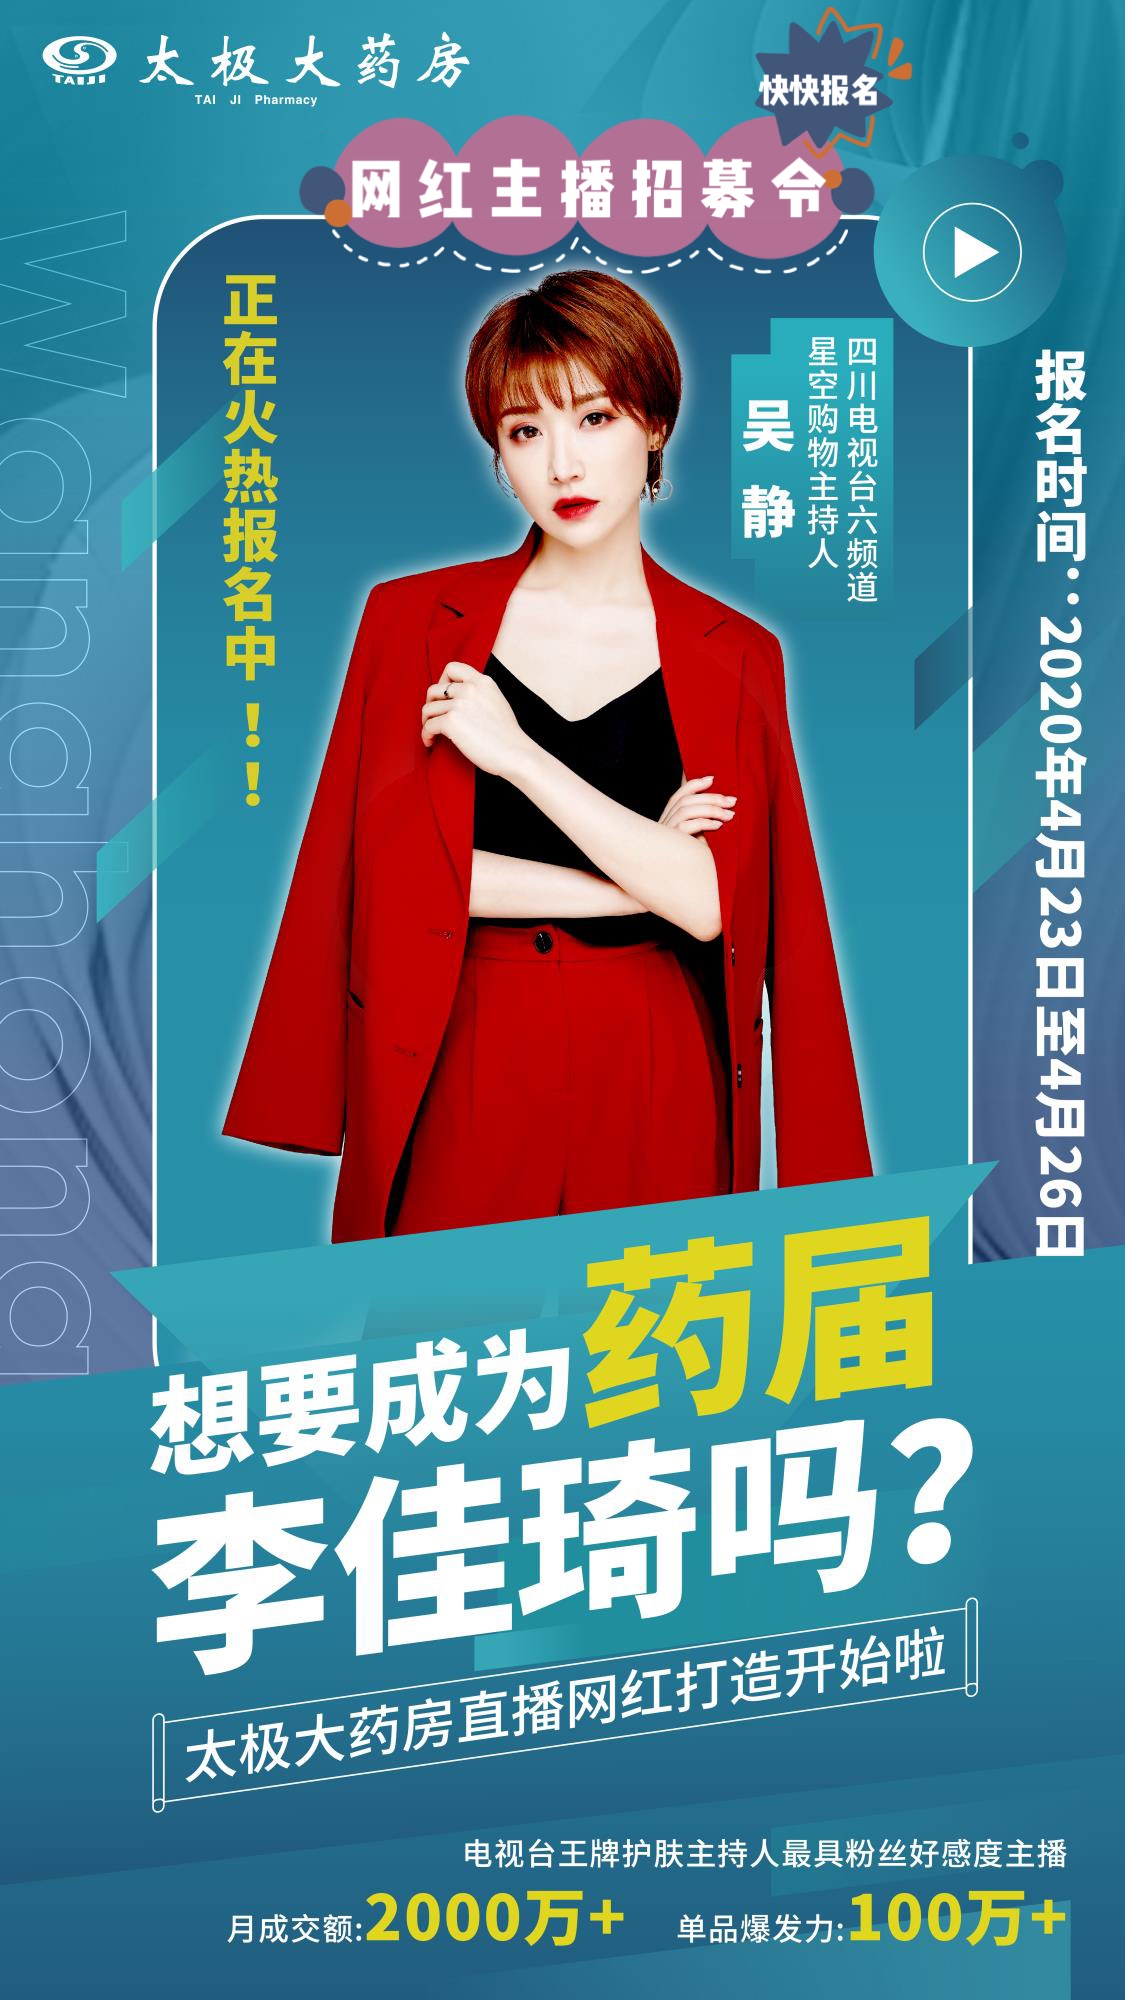 TAIJI
太极大药房
TAI JI Pharmacy
快快报名
网红主播招募令
正在火热报名中！！
四川电视台六频道
星空购物主持人
吴静
报名时间：2020年4月23日至4月26日
Wanghong
想要成为药届
李佳琦吗？
太极大药房直播网红打造开始啦
电视台王牌护肤主持人最具粉丝好感度主播
月成交额:2000万+
单品爆发力:100万+